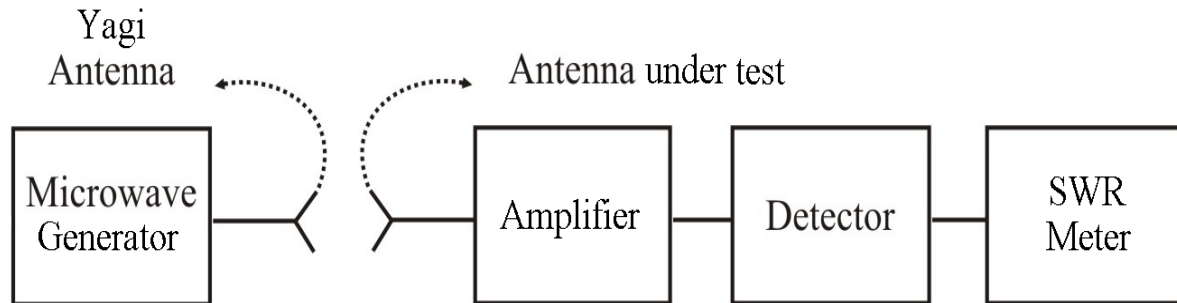 Yagi
Antenna
Antenna under test
Microwave
Generator
Amplifier
Detector
SWR
Meter